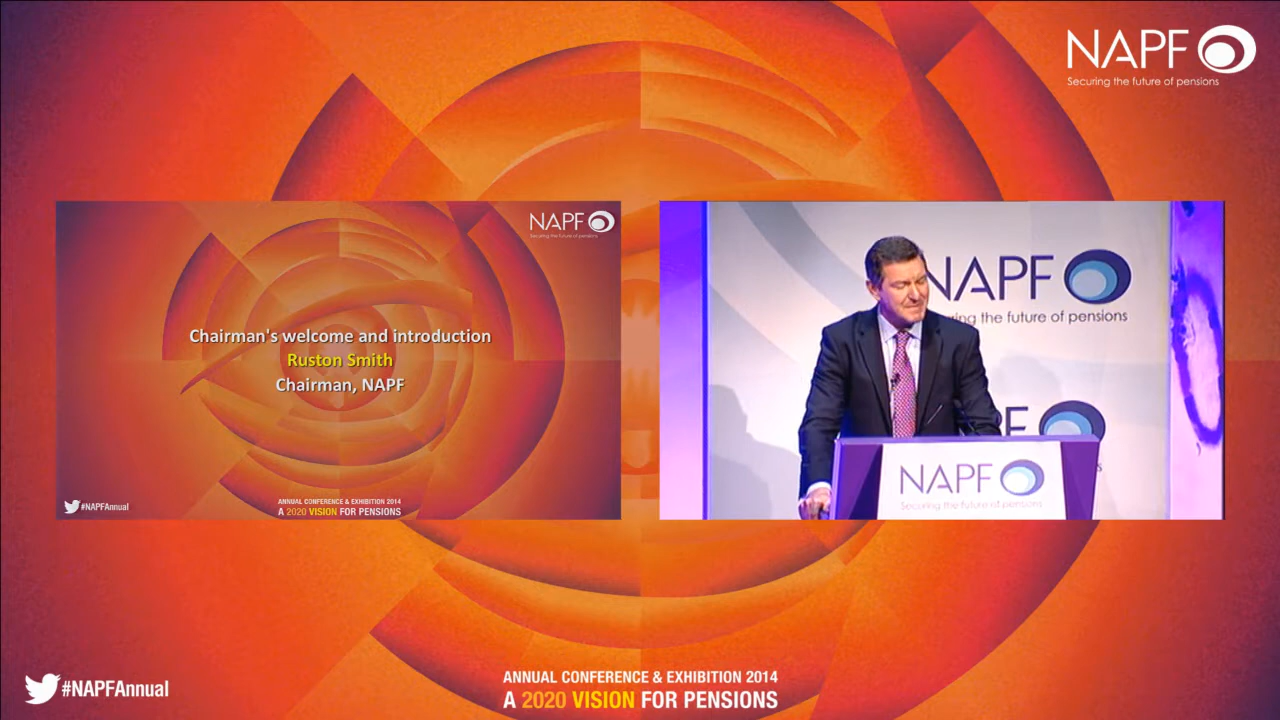 NAPF
Securing the future of pensions
NAPF
Securing the future of pensions
Chairman's welcome and introduction
Ruston Smith
Chairman, NAPF
#NAPFAnnual
ANNUAL CONFERENCE & EXHIBITION 2014
A 2020 VISION FOR PENSIONS
NAPF
ing the future of pensions
F
s
NAPF
Securing the future of pensions
#NAPFAnnual
ANNUAL CONFERENCE & EXHIBITION 2014
A 2020 VISION FOR PENSIONS